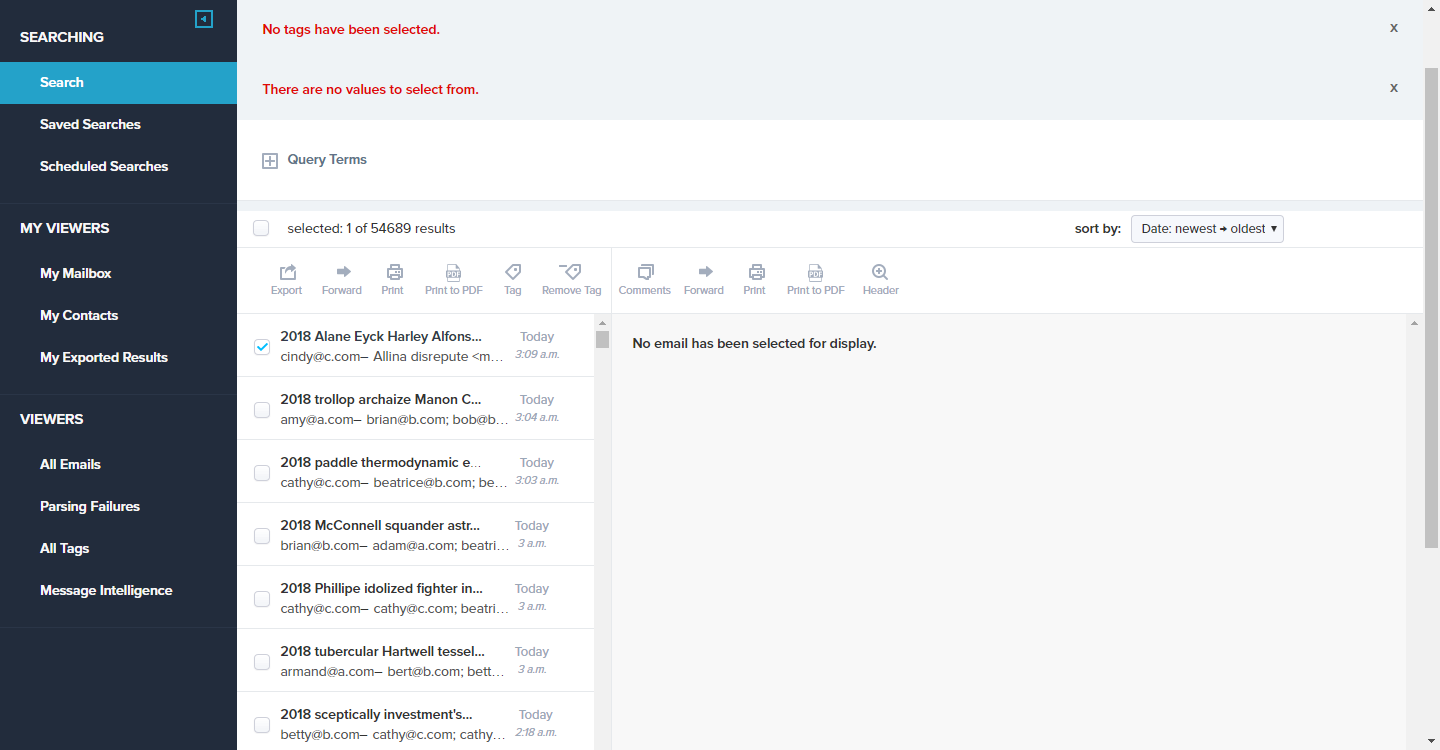 SEARCHING
Search
Saved Searches
Scheduled Searches
MY VIEWERS
My Mailbox
My Contacts
My Exported Results
VIEWERS
All Emails
Parsing Failures
All Tags
Message Intelligence
No tags have been selected.
x
There are no values to select from.
x
Query Terms
selected: 1 of 54689 results
sort by:
Date: newest → oldest
Export
Forward
Print
Print to PDF
Tag
Remove Tag
Comments
Forward
Print
Print to PDF
Header
2018 Alane Eyck Harley Alfons... Today
cindy@c.com– Allina disrepute <m... 3:09 a.m.
2018 trollop archaize Manon C... Today
amy@a.com– brian@b.com; bob@b... 3:04 a.m.
2018 paddle thermodynamic e... Today
cathy@c.com– beatrice@b.com; be... 3:03 a.m.
2018 McConnell squander astr... Today
brian@b.com– adam@a.com; beatri... 3 a.m.
2018 Phillipe idolized fighter in... Today
cathy@c.com– cathy@c.com; beatri... 3 a.m.
2018 tubercular Hartwell tessel... Today
armand@a.com– bert@b.com; bett... 3 a.m.
2018 sceptically investment's... Today
betty@b.com– cathy@c.com; cathy... 2:18 a.m.
No email has been selected for display.